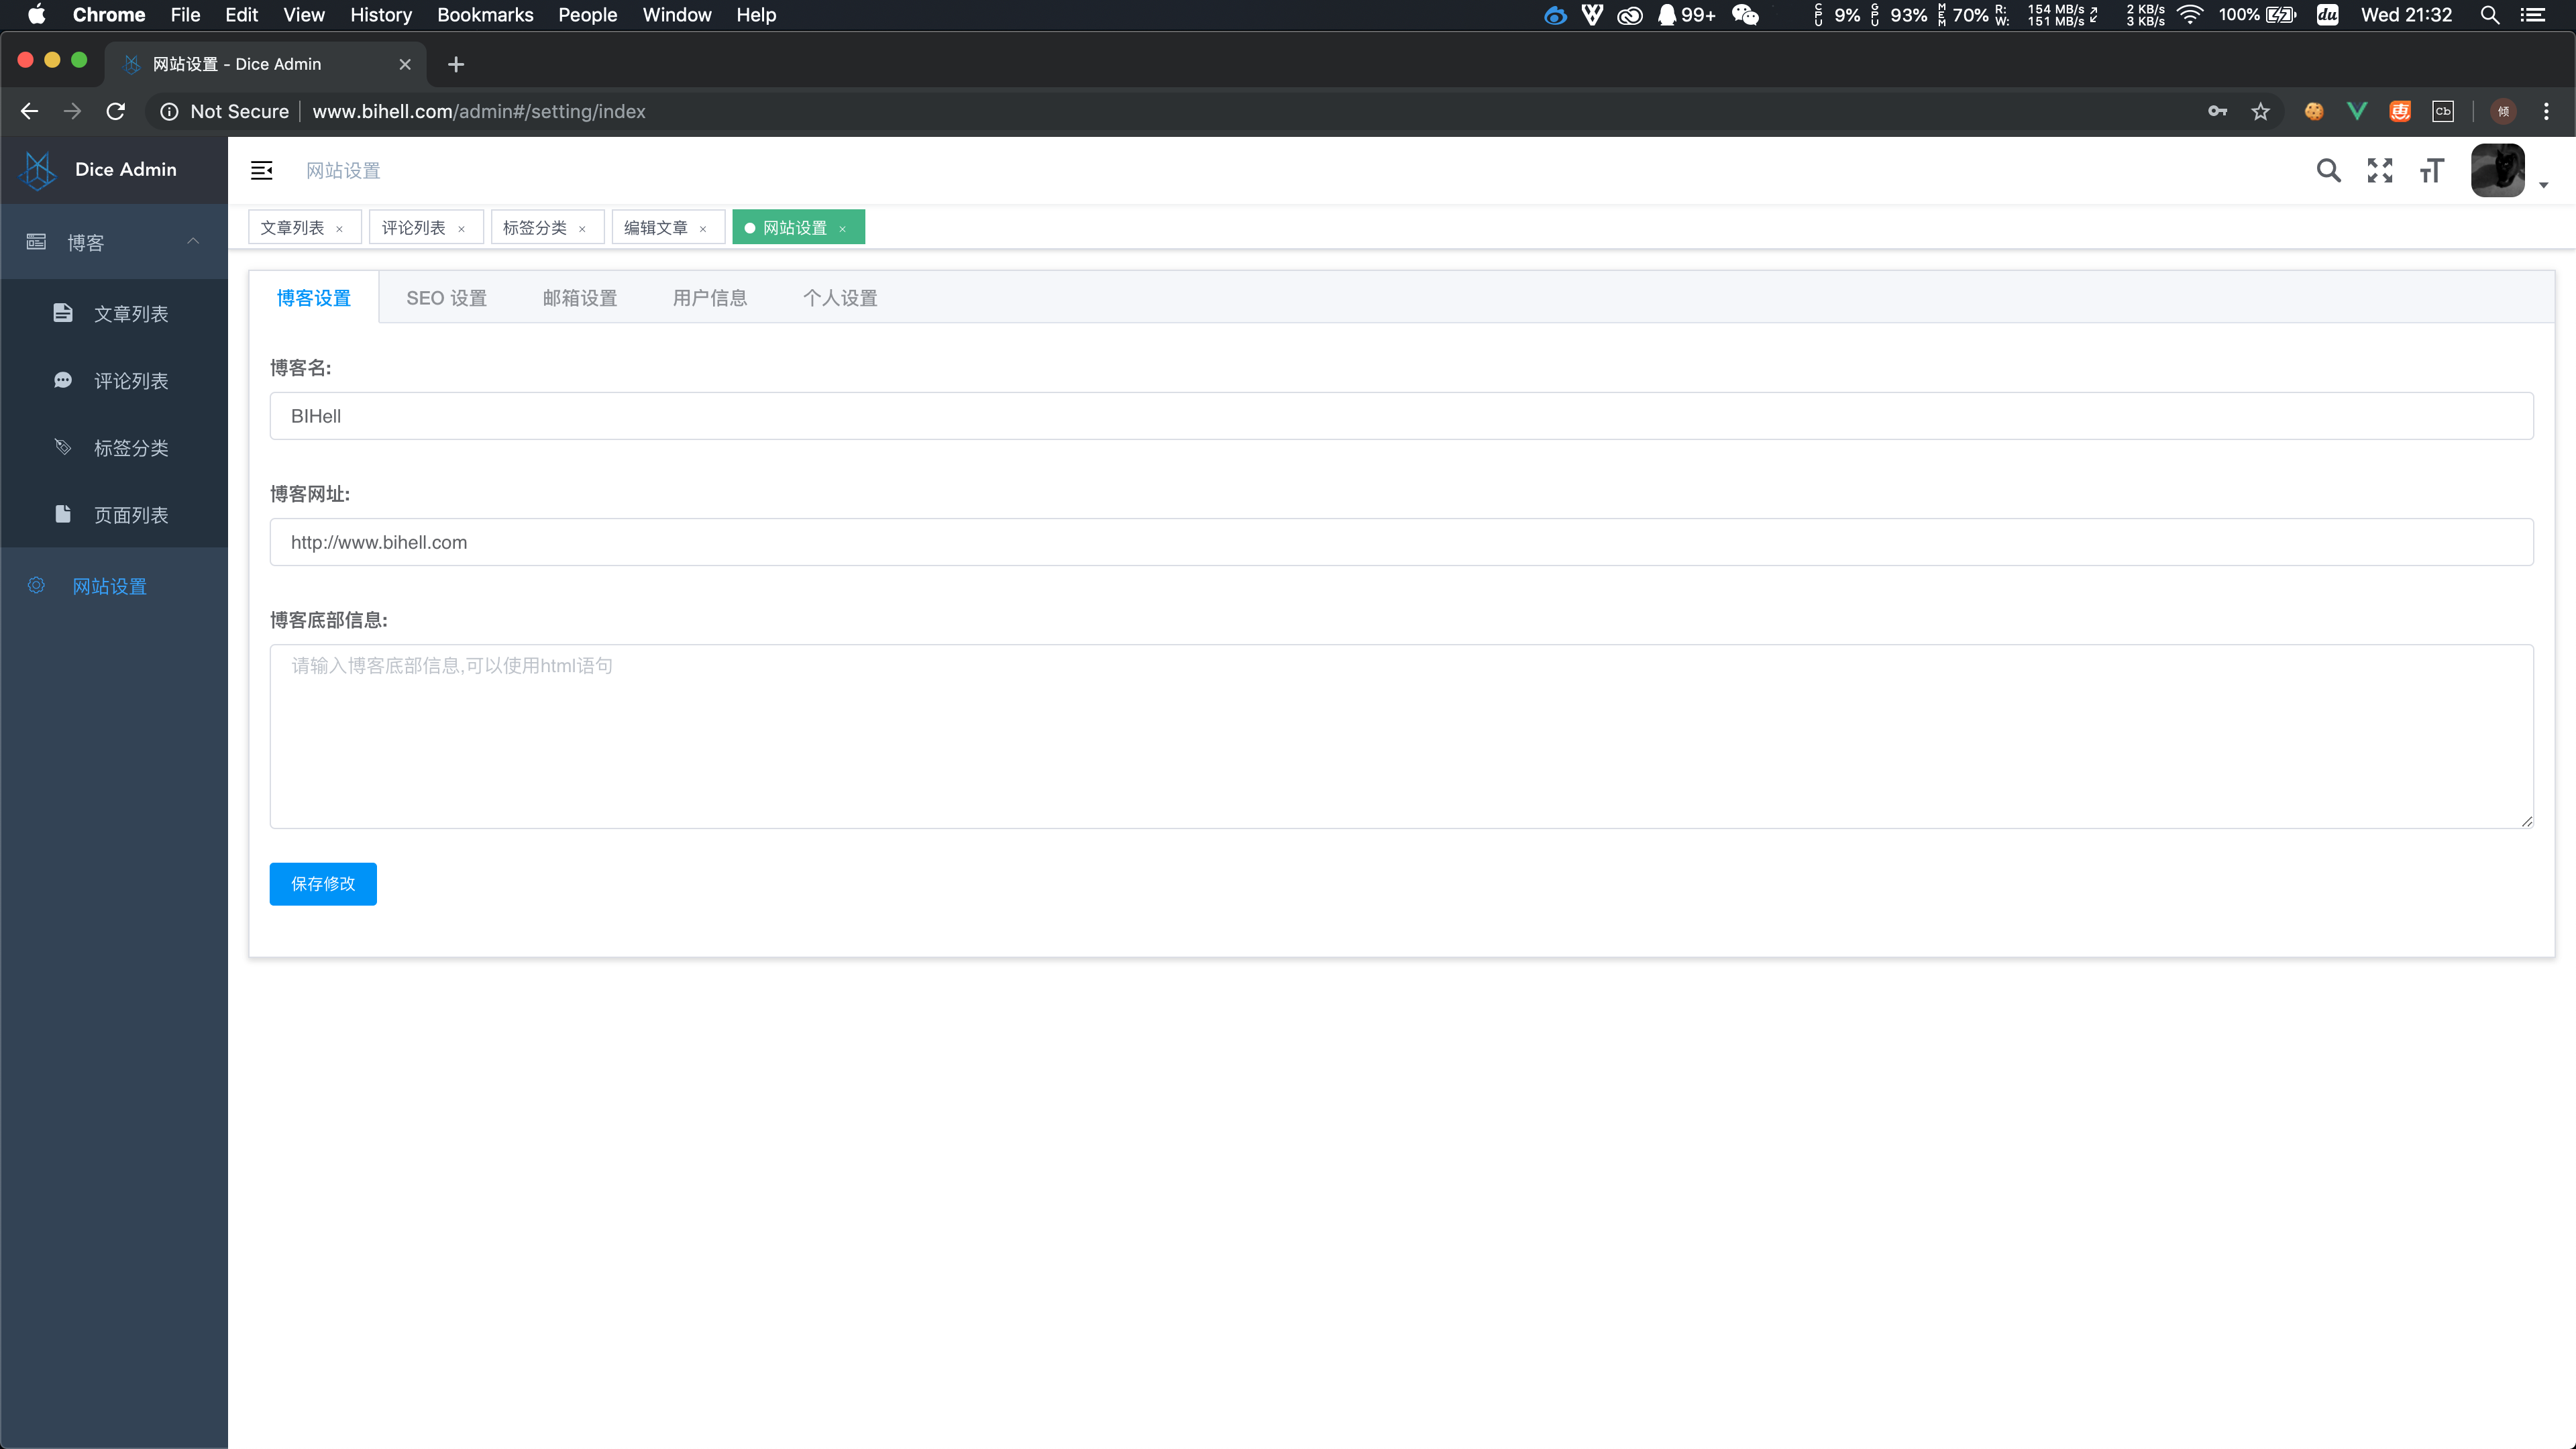 Chrome File Edit View History Bookmarks People Window Help 99+ CPU 9% GPU 93% MEM 70% R: 154 MB/s W: 151 MB/s 2 KB/s 3 KB/s 100% du Wed 21:32
网站设置 - Dice Admin
Not Secure www.bihell.com/admin#/setting/index 惠 Cb 倾
Dice Admin
网站设置
文章列表 × 评论列表 × 标签分类 × 编辑文章 × 网站设置 ×
博客
文章列表
评论列表
标签分类
页面列表
网站设置
博客设置 SEO 设置 邮箱设置 用户信息 个人设置
博客名:
BIHell
博客网址:
http://www.bihell.com
博客底部信息:
请输入博客底部信息,可以使用html语句
保存修改